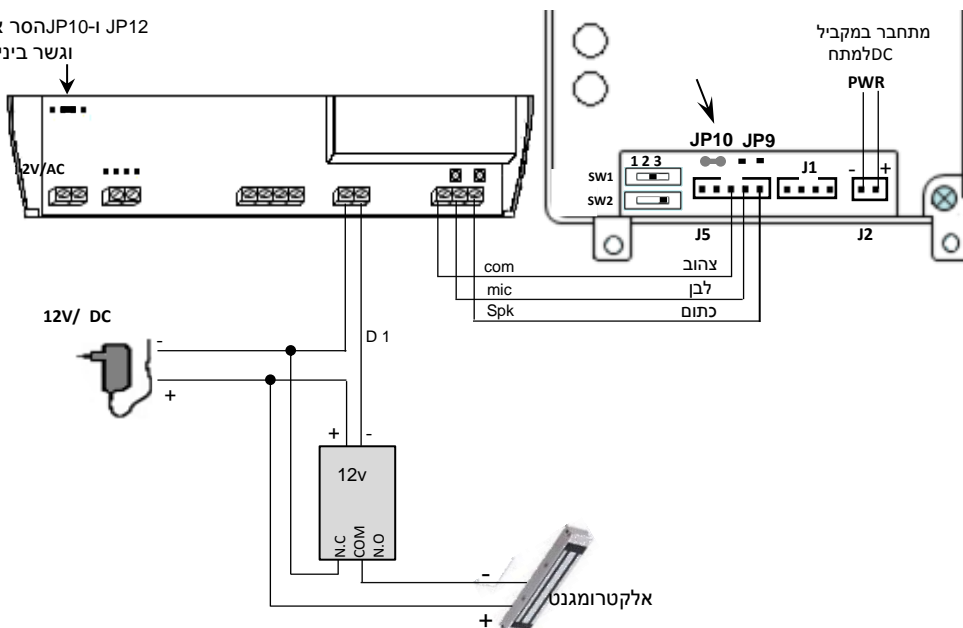 JP12 ו-JP10הסר
וגשר
2V/AC
מתחבר במקביל
DCלמתח
PWR
JP10 JP9
1 2 3
SW1
SW2
J1
- +
J5
J2
com צהוב
mic לבן
Spk כתום
12V/ DC
-
+
D 1
+ -
12v
N.C
COM
N.O
-
+
אלקטרומגנט